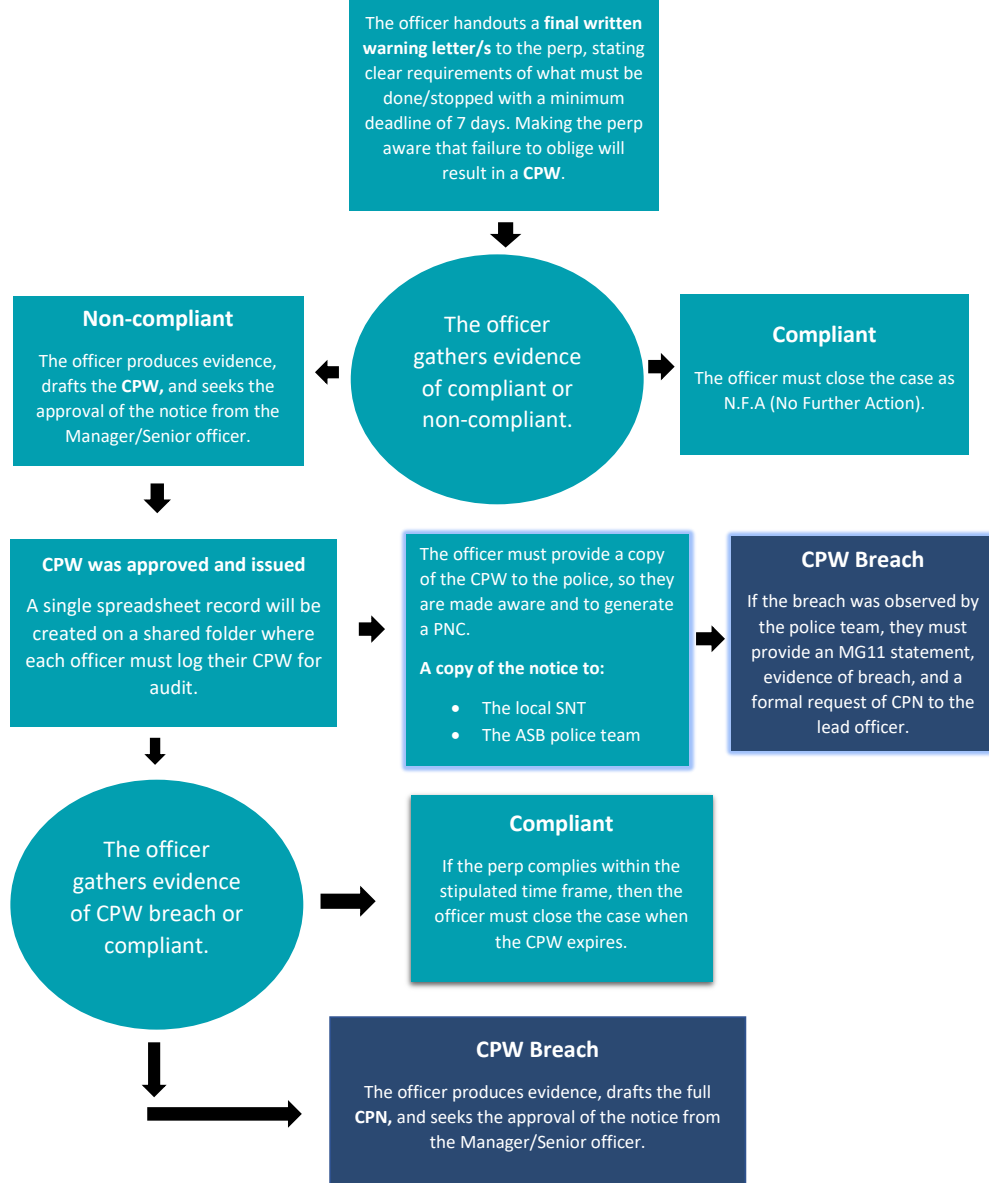 The officer handouts a final written
warning letter/s to the perp, stating
clear requirements of what must be
done/stopped with a minimum
deadline of 7 days. Making the perp
aware that failure to oblige will
result in a CPW.
Non-compliant
The officer produces evidence,
drafts the CPW, and seeks the
approval of the notice from the
Manager/Senior officer.
The officer
gathers evidence
of compliant or
non-compliant.
Compliant
The officer must close the case as
N.F.A (No Further Action).
CPW was approved and issued
A single spreadsheet record will be
created on a shared folder where
each officer must log their CPW for
audit.
The officer must provide a copy
of the CPW to the police, so they
are made aware and to generate
a PNC.
A copy of the notice to:
• The local SNT
• The ASB police team
CPW Breach
If the breach was observed by
the police team, they must
provide an MG11 statement,
evidence of breach, and a
formal request of CPN to the
lead officer.
The officer
gathers evidence
of CPW breach or
compliant.
Compliant
If the perp complies within the
stipulated time frame, then the
officer must close the case when
the CPW expires.
CPW Breach
The officer produces evidence, drafts the full
CPN, and seeks the approval of the notice from
the Manager/Senior officer.